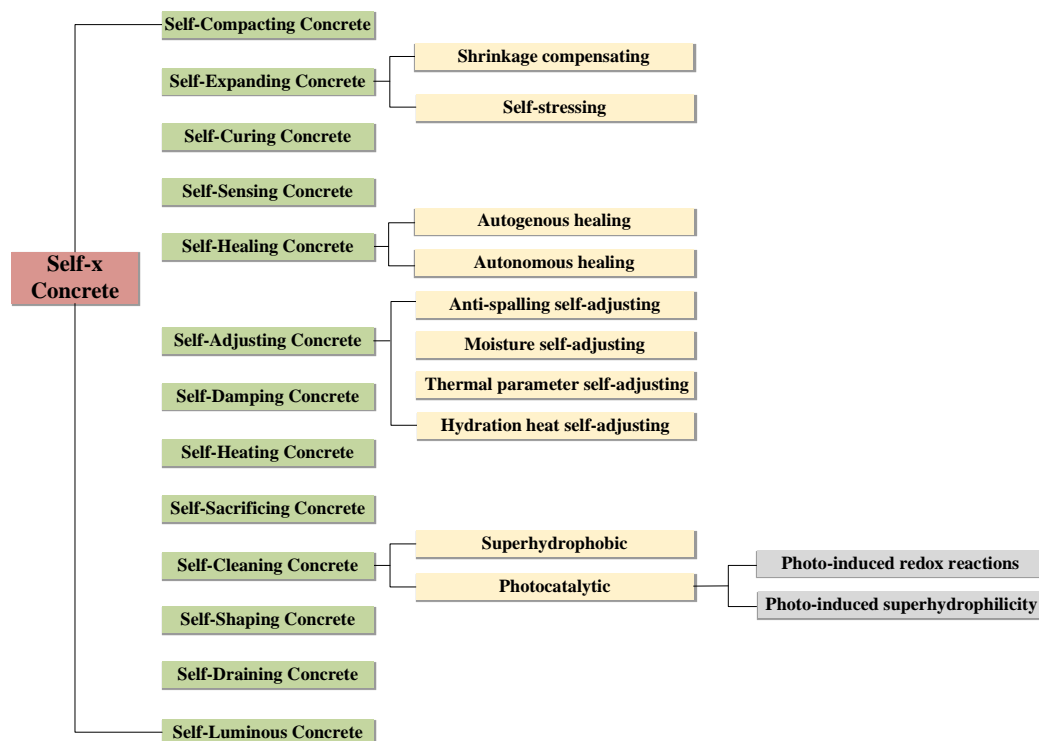 Self-x
Concrete
Self-Compacting Concrete
Self-Expanding Concrete
Shrinkage compensating
Self-stressing
Self-Curing Concrete
Self-Sensing Concrete
Self-Healing Concrete
Autogenous healing
Autonomous healing
Self-Adjusting Concrete
Anti-spalling self-adjusting
Moisture self-adjusting
Thermal parameter self-adjusting
Hydration heat self-adjusting
Self-Damping Concrete
Self-Heating Concrete
Self-Sacrificing Concrete
Self-Cleaning Concrete
Superhydrophobic
Photocatalytic
Photo-induced redox reactions
Photo-induced superhydrophilicity
Self-Shaping Concrete
Self-Draining Concrete
Self-Luminous Concrete